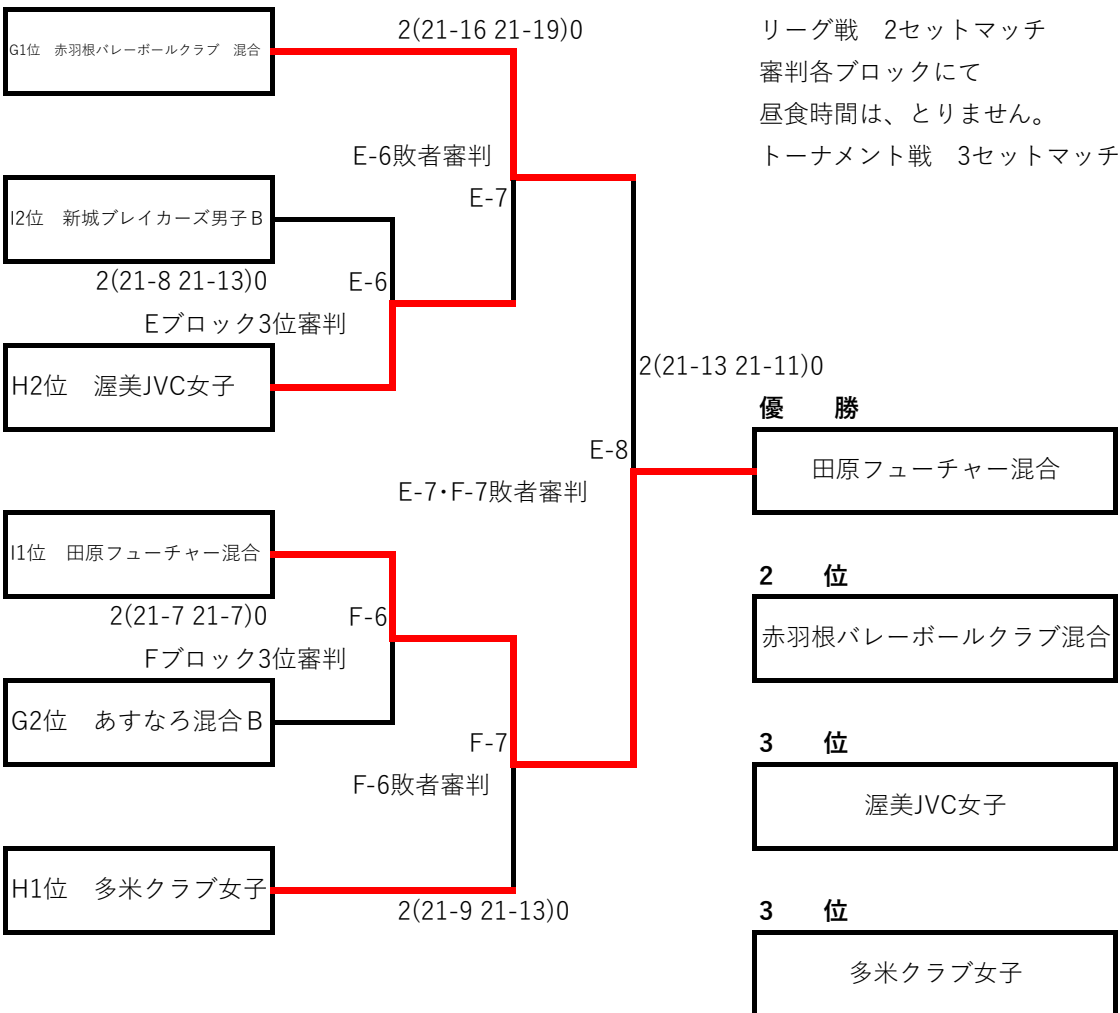 2(21-16 21-19)0
リーグ戦　2セットマッチ
G1位　赤羽根バレーボールクラブ　混合
審判各ブロックにて
昼食時間は、とりません。
E-6敗者審判
トーナメント戦　3セットマッチ
E-7
I2位　新城ブレイカーズ男子B
2(21-8 21-13)0
E-6
Eブロック3位審判
H2位　渥美JVC女子
2(21-13 21-11)0
優　勝
E-8
田原フューチャー混合
E-7・F-7敗者審判
I1位　田原フューチャー混合
2　位
2(21-7 21-7)0
F-6
赤羽根バレーボールクラブ混合
Fブロック3位審判
G2位　あすなろ混合B
F-7
3　位
F-6敗者審判
渥美JVC女子
H1位　多米クラブ女子
2(21-9 21-13)0
3　位
多米クラブ女子